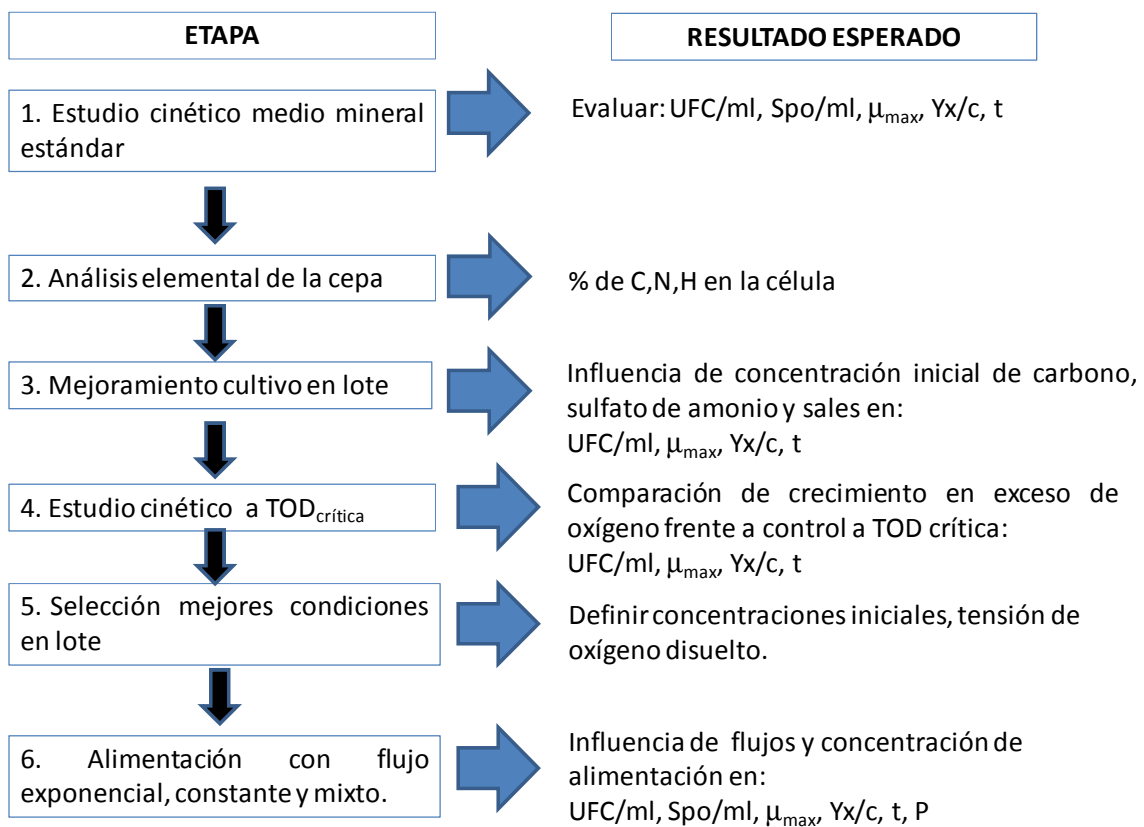 ETAPA
RESULTADO ESPERADO
1. Estudio cinético medio mineral
estándar
Evaluar: UFC/ml, Spo/ml, μmax, Yx/c, t
2. Análisis elemental de la cepa
% de C,N,H en la célula
3. Mejoramiento cultivo en lote
Influencia de concentración inicial de carbono,
sulfato de amonio y sales en:
UFC/ml, μmax, Yx/c, t
4. Estudio cinético a TODcrítica
Comparación de crecimiento en exceso de
oxígeno frente a control a TOD crítica:
UFC/ml, μmax, Yx/c, t
5. Selección mejores condiciones
en lote
Definir concentraciones iniciales, tensión de
oxígeno disuelto.
6. Alimentación con flujo
exponencial, constante y mixto.
Influencia de flujos y concentración de
alimentación en:
UFC/ml, Spo/ml, μmax, Yx/c, t, P